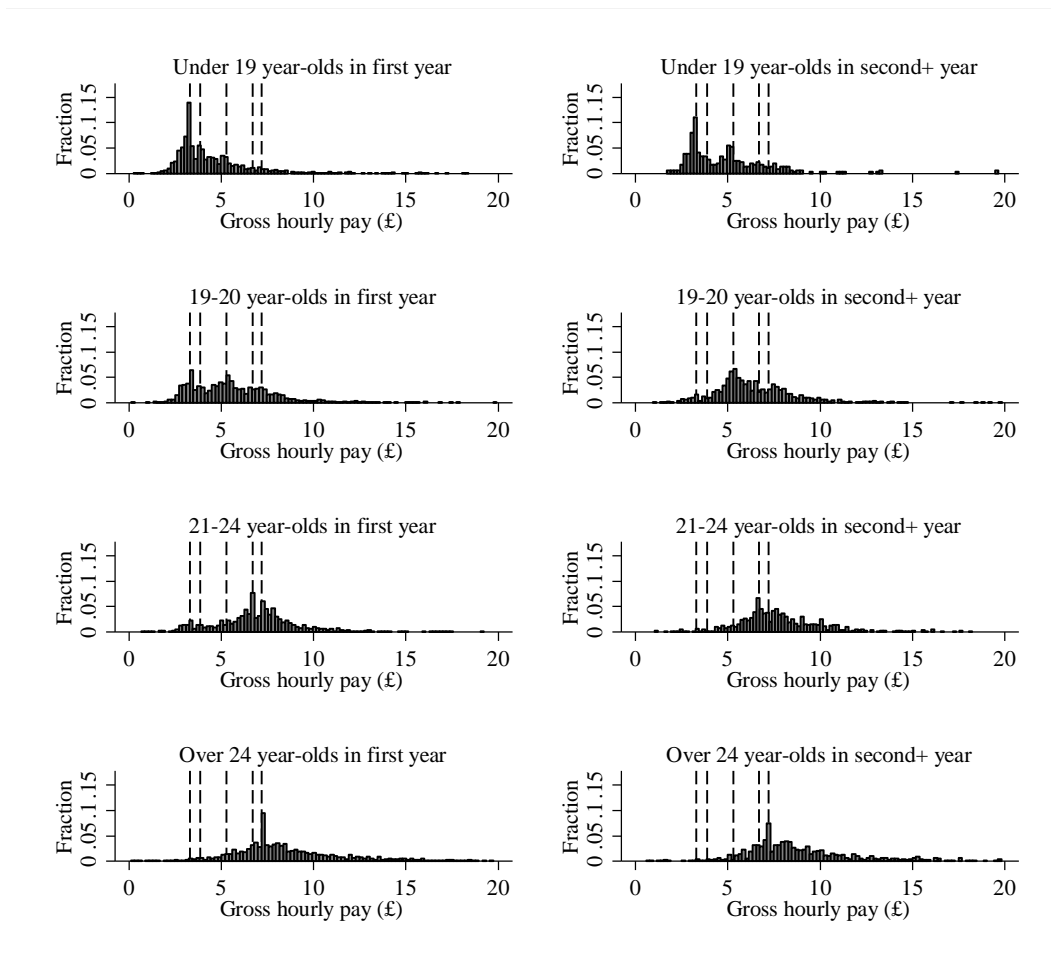 Under 19 year-olds in first year
Fraction
0 .05 .1 .15
0 5 10 15 20
Gross hourly pay (£)
Under 19 year-olds in second+ year
Fraction
0 .05 .1 .15
0 5 10 15 20
Gross hourly pay (£)
19-20 year-olds in first year
Fraction
0 .05 .1 .15
0 5 10 15 20
Gross hourly pay (£)
19-20 year-olds in second+ year
Fraction
0 .05 .1 .15
0 5 10 15 20
Gross hourly pay (£)
21-24 year-olds in first year
Fraction
0 .05 .1 .15
0 5 10 15 20
Gross hourly pay (£)
21-24 year-olds in second+ year
Fraction
0 .05 .1 .15
0 5 10 15 20
Gross hourly pay (£)
Over 24 year-olds in first year
Fraction
0 .05 .1 .15
0 5 10 15 20
Gross hourly pay (£)
Over 24 year-olds in second+ year
Fraction
0 .05 .1 .15
0 5 10 15 20
Gross hourly pay (£)